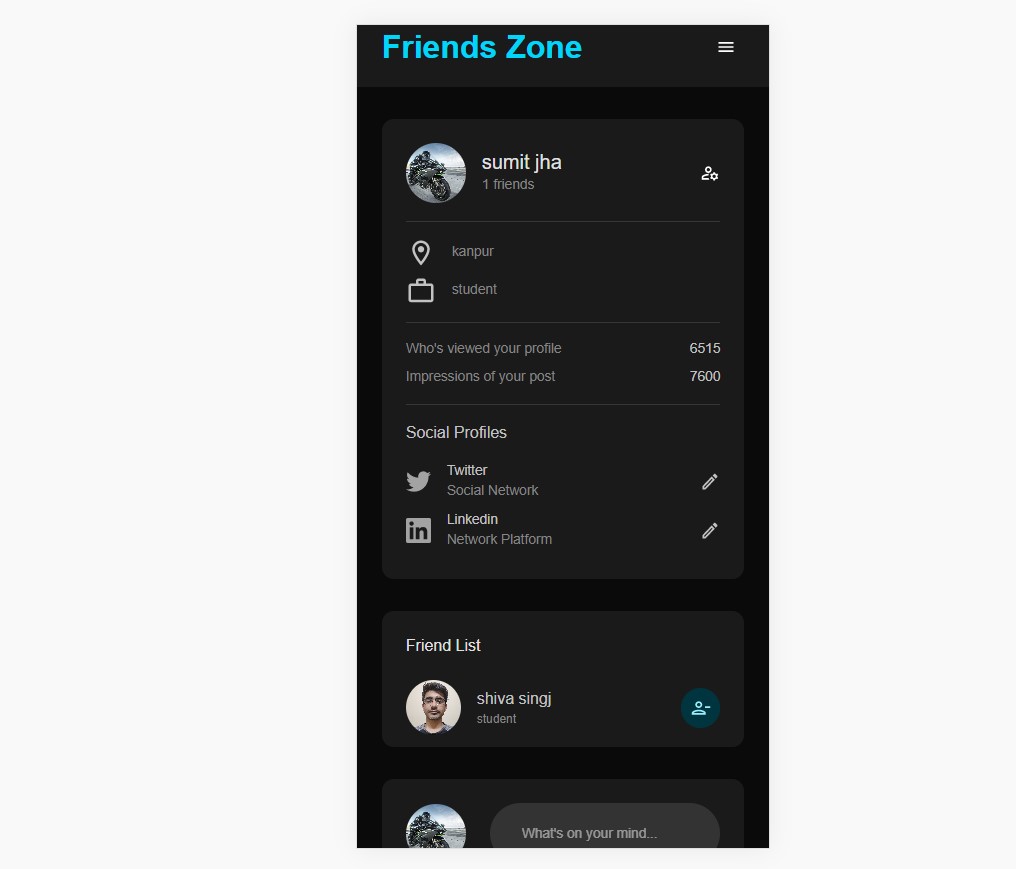 Friends Zone
sumit jha
1 friends
kanpur
student
Who's viewed your profile 6515
Impressions of your post 7600
Social Profiles
Twitter
Social Network
Linkedin
Network Platform
Friend List
shiva singj
student
What's on your mind...